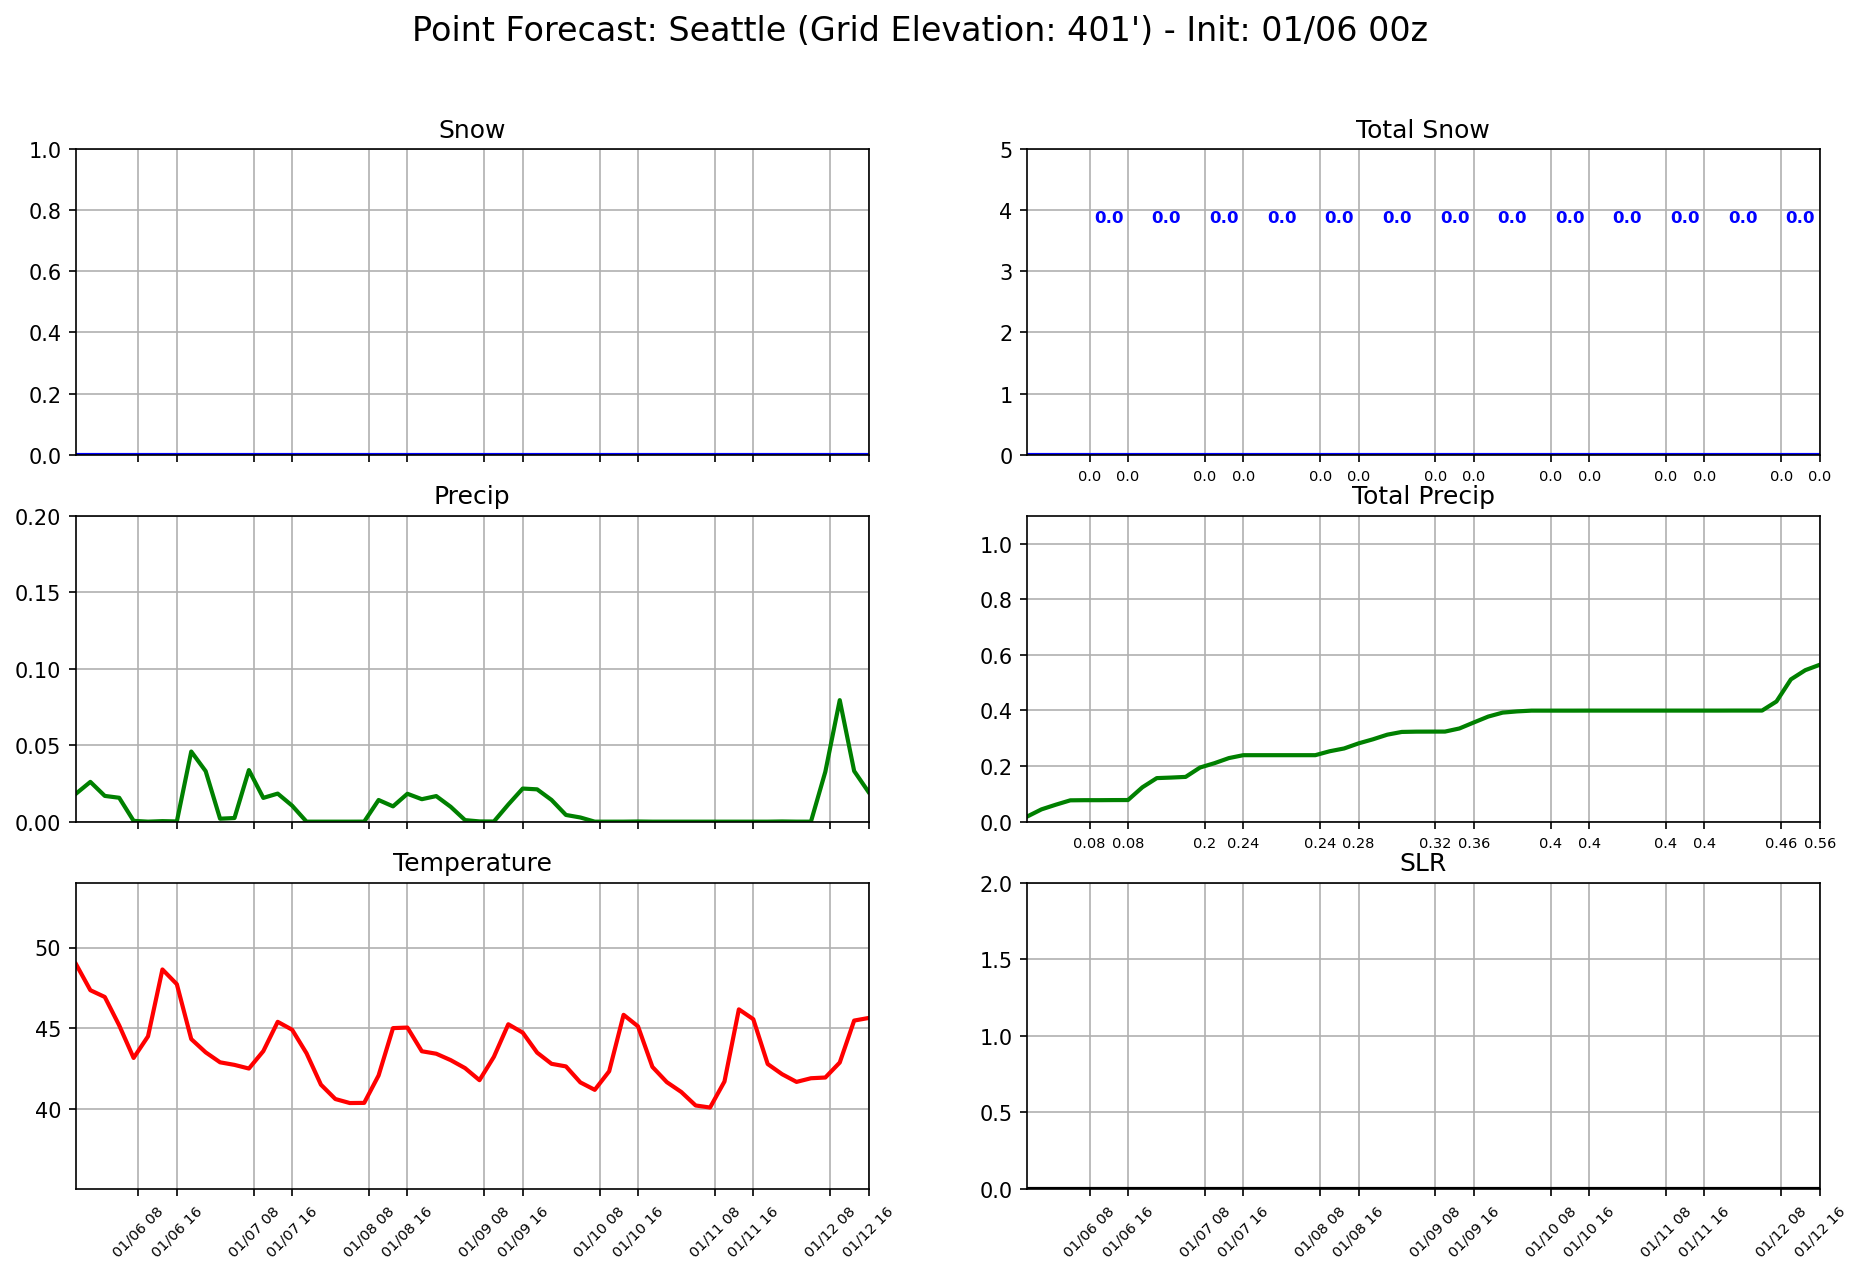 Point Forecast: Seattle (Grid Elevation: 401') - Init: 01/06 00z
Snow
1.0
0.8
0.6
0.4
0.2
0.0
Total Snow
5
4
3
2
1
0
0.0 0.0 0.0 0.0 0.0 0.0 0.0 0.0 0.0 0.0 0.0 0.0 0.0
0.0 0.0 0.0 0.0 0.0 0.0 0.0 0.0 0.0 0.0 0.0 0.0 0.0 0.0
Precip
0.20
0.15
0.10
0.05
0.00
Total Precip
1.0
0.8
0.6
0.4
0.2
0.0
0.08 0.08 0.2 0.24 0.24 0.28 0.32 0.36 0.4 0.4 0.4 0.4 0.46 0.56
Temperature
50
45
40
01/06 08 01/06 16 01/07 08 01/07 16 01/08 08 01/08 16 01/09 08 01/09 16 01/10 08 01/10 16 01/11 08 01/11 16 01/12 08 01/12 16
SLR
2.0
1.5
1.0
0.5
0.0
01/06 08 01/06 16 01/07 08 01/07 16 01/08 08 01/08 16 01/09 08 01/09 16 01/10 08 01/10 16 01/11 08 01/11 16 01/12 08 01/12 16